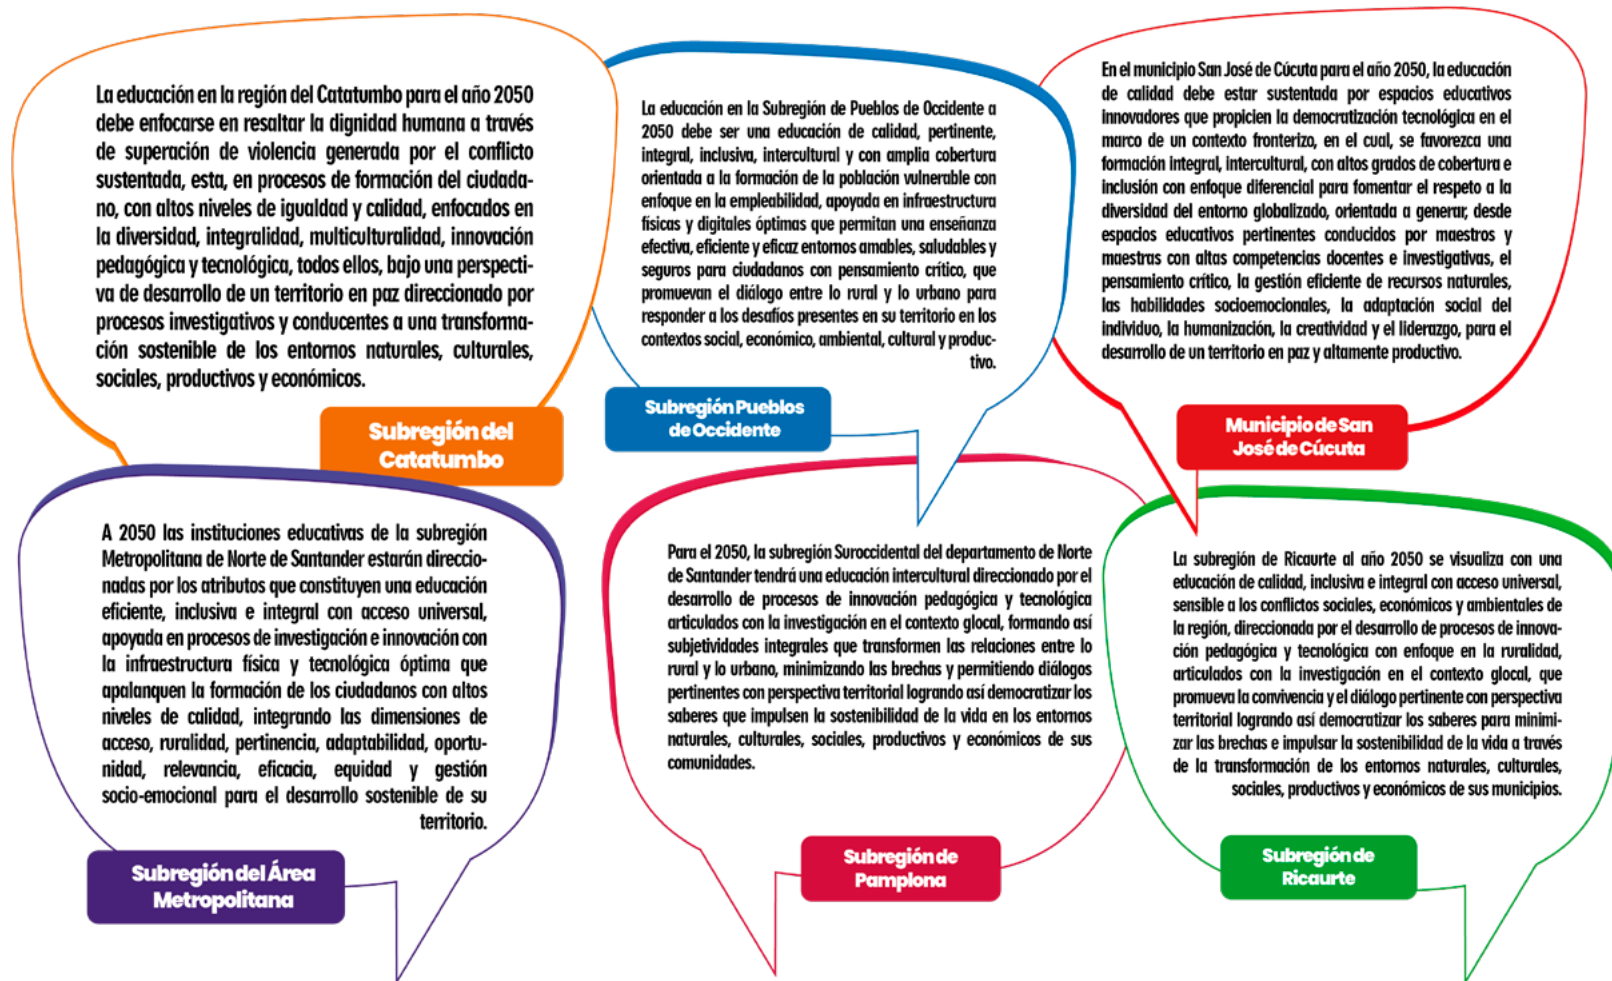 La educación en la región del Catatumbo para el año 2050
debe enfocarse en resaltar la dignidad humana a través
de superación de violencia generada por el conflicto
sustentada, esta, en procesos de formación del ciudada-
no, con altos niveles de igualdad y calidad, enfocados en
la diversidad, integralidad, multiculturalidad, innovación
pedagógica y tecnológica, todos ellos, bajo una perspecti-
va de desarrollo de un territorio en paz direccionado por
procesos investigativos y conducentes a una transforma-
ción sostenible de los entornos naturales, culturales,
sociales, productivos y económicos.
Subregión del
Catatumbo
La educación en la Subregión de Pueblos de Occidente a
2050 debe ser una educación de calidad, pertinente,
integral, inclusiva, intercultural y con amplia cobertura
orientada a la formación de la población vulnerable con
enfoque en la empleabilidad, apoyada en infraestructura
físicas y digitales óptimas que permitan una enseñanza
efectiva, eficiente y eficaz entornos amables, saludables y
seguros para ciudadanos con pensamiento crítico, que
promuevan el diálogo entre lo rural y lo urbano para
responder a los desafíos presentes en su territorio en los
contextos social, económico, ambiental, cultural y produc-
tivo.
Subregión Pueblos
de Occidente
En el municipio San José de Cúcuta para el año 2050, la educación
de calidad debe estar sustentada por espacios educativos
innovadores que propicien la democratización tecnológica en el
marco de un contexto fronterizo, en el cual, se favorezca una
formación integral, intercultural, con altos grados de cobertura e
inclusión con enfoque diferencial para fomentar el respeto a la
diversidad del entorno globalizado, orientada a generar, desde
espacios educativos pertinentes conducidos por maestros y
maestras con altas competencias docentes e investigativas, el
pensamiento crítico, la gestión eficiente de recursos naturales,
las habilidades socioemocionales, la adaptación social del
individuo, la humanización, la creatividad y el liderazgo, para el
desarrollo de un territorio en paz y altamente productivo.
Municipio de San
José de Cúcuta
A 2050 las instituciones educativas de la subregión
Metropolitana de Norte de Santander estarán direccio-
nadas por los atributos que constituyen una educación
eficiente, inclusiva e integral con acceso universal,
apoyada en procesos de investigación e innovación con
la infraestructura física y tecnológica óptima que
apalanquen la formación de los ciudadanos con altos
niveles de calidad, integrando las dimensiones de
acceso, ruralidad, pertinencia, adaptabilidad, oportu-
nidad, relevancia, eficacia, equidad y gestión
socio-emocional para el desarrollo sostenible de su
territorio.
Subregión del Área
Metropolitana
Para el 2050, la subregión Suroccidental del departamento de Norte
de Santander tendrá una educación intercultural direccionado por el
desarrollo de procesos de innovación pedagógica y tecnológica
articulados con la investigación en el contexto glocal, formando así
subjetividades integrales que transformen las relaciones entre lo
rural y lo urbano, minimizando las brechas y permitiendo diálogos
pertinentes con perspectiva territorial logrando así democratizar los
saberes que impulsen la sostenibilidad de la vida en los entornos
naturales, culturales, sociales, productivos y económicos de sus
comunidades.
Subregión de
Pamplona
La subregión de Ricaurte al año 2050 se visualiza con una
educación de calidad, inclusiva e integral con acceso universal,
sensible a los conflictos sociales, económicos y ambientales de
la región, direccionada por el desarrollo de procesos de innova-
ción pedagógica y tecnológica con enfoque en la ruralidad,
articulados con la investigación en el contexto glocal, que
promueva la convivencia y el diálogo pertinente con perspectiva
territorial logrando así democratizar los saberes para minimi-
zar las brechas e impulsar la sostenibilidad de la vida a través
de la transformación de los entornos naturales, culturales,
sociales, productivos y económicos de sus municipios.
Subregión de
Ricaurte